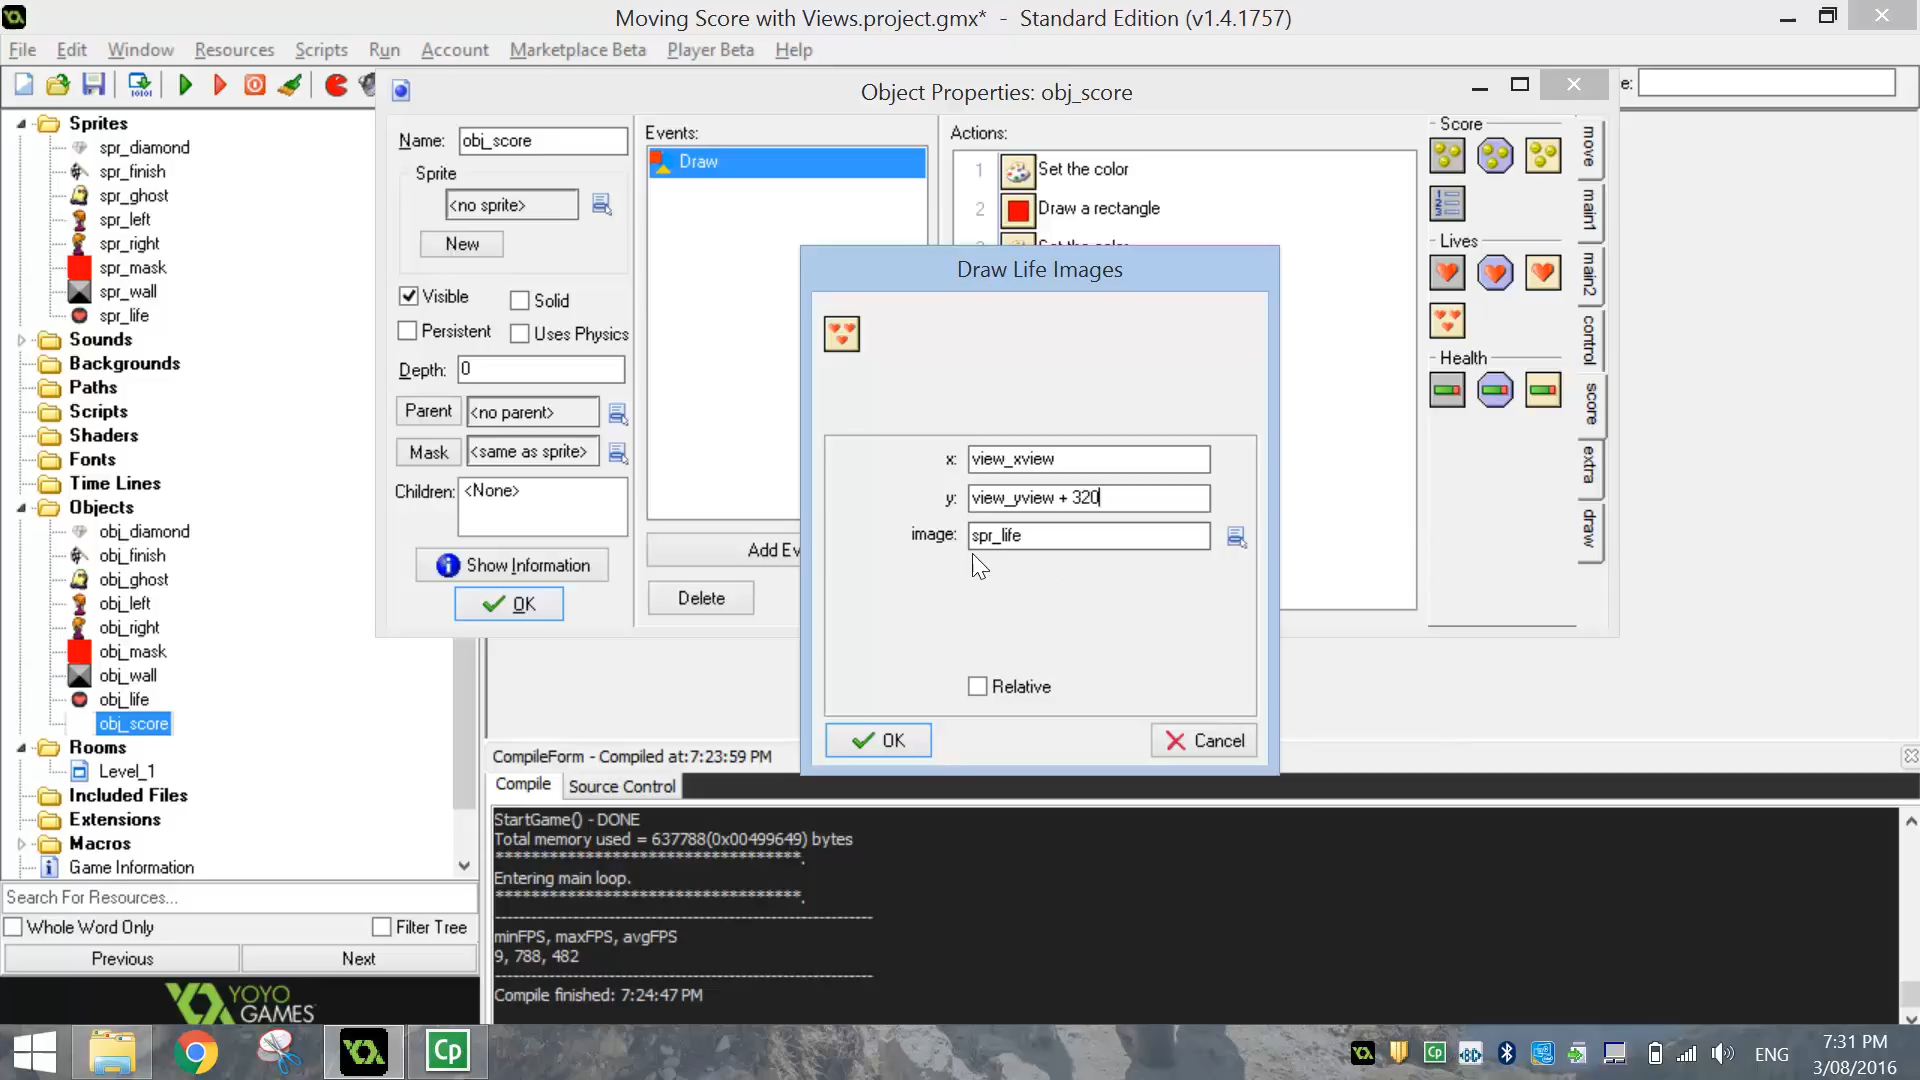 Moving Score with Views.project.gmx* - Standard Edition (v1.4.1757)
File Edit Window Resources Scripts Run Account Marketplace Beta Player Beta Help
e:
Object Properties: obj_score
Sprites
spr_diamond
spr_finish
spr_ghost
spr_left
spr_right
spr_mask
spr_wall
spr_life
Sounds
Backgrounds
Paths
Scripts
Shaders
Fonts
Time Lines
Objects
obj_diamond
obj_finish
obj_ghost
obj_left
obj_right
obj_mask
obj_wall
obj_life
obj_score
Rooms
Level_1
Included Files
Extensions
Macros
Game Information
Search For Resources...
Whole Word Only Filter Tree
Previous Next
YOYO
GAMES
Name: obj_score
Sprite
<no sprite>
New
Visible Solid
Persistent Uses Physics
Depth: 0
Parent <no parent>
Mask <same as sprite>
Children: <None>
Show Information
OK
Events:
Draw
Add Ev
Delete
Actions:
1 Set the color
2 Draw a rectangle
Score
Lives
Health
move
main1
main2
control
score
extra
draw
Draw Life Images
x: view_xview
y: view_yview + 320
image: spr_life
Relative
OK Cancel
CompileForm - Compiled at:7:23:59 PM
Compile Source Control
StartGame() - DONE
Total memory used = 637788(0x00499649) bytes
***********************************.
Entering main loop.
***********************************.
minFPS, maxFPS, avgFPS
9, 788, 482
Compile finished: 7:24:47 PM
Cp
Cp
ENG
7:31 PM
3/08/2016